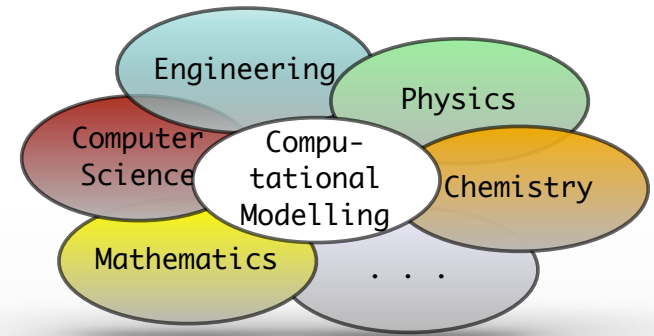 Engineering
Physics
Computer
Science
Compu-
tational
Modelling
Chemistry
Mathematics
. . .